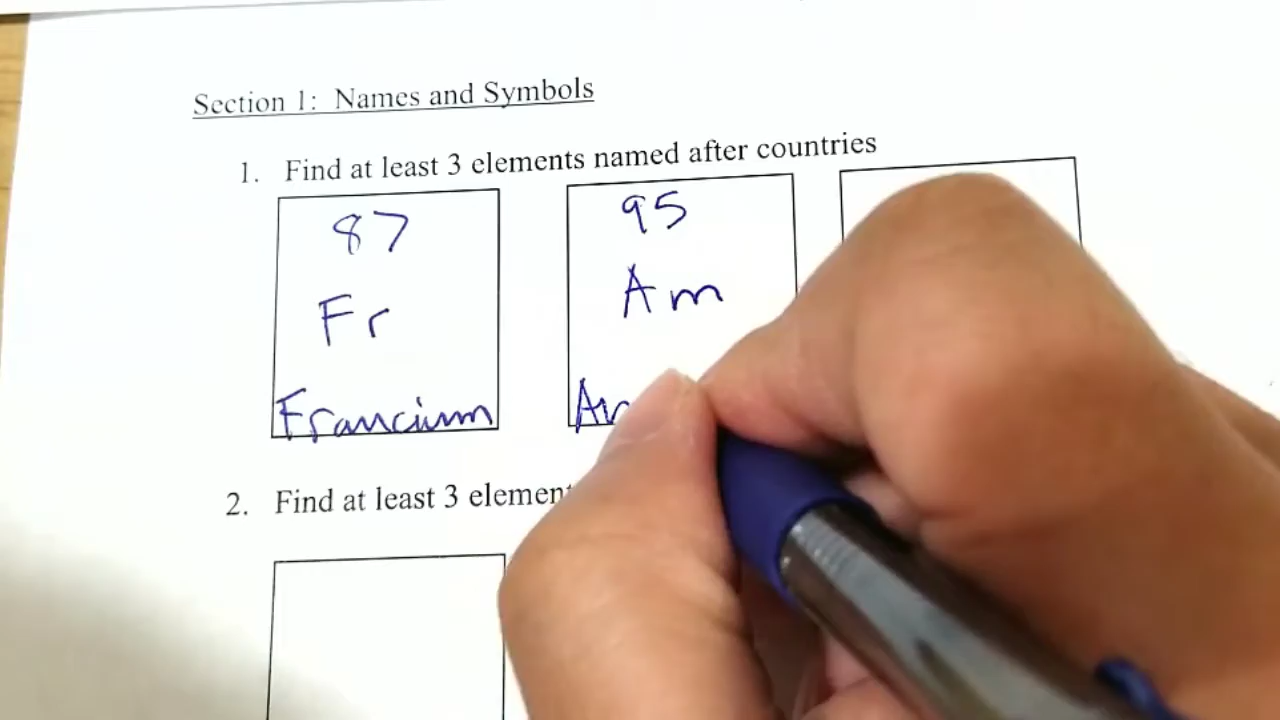 Section 1: Names and Symbols
1. Find at least 3 elements named after countries
87
Fr
Francium
95
Am
2. Find at least 3